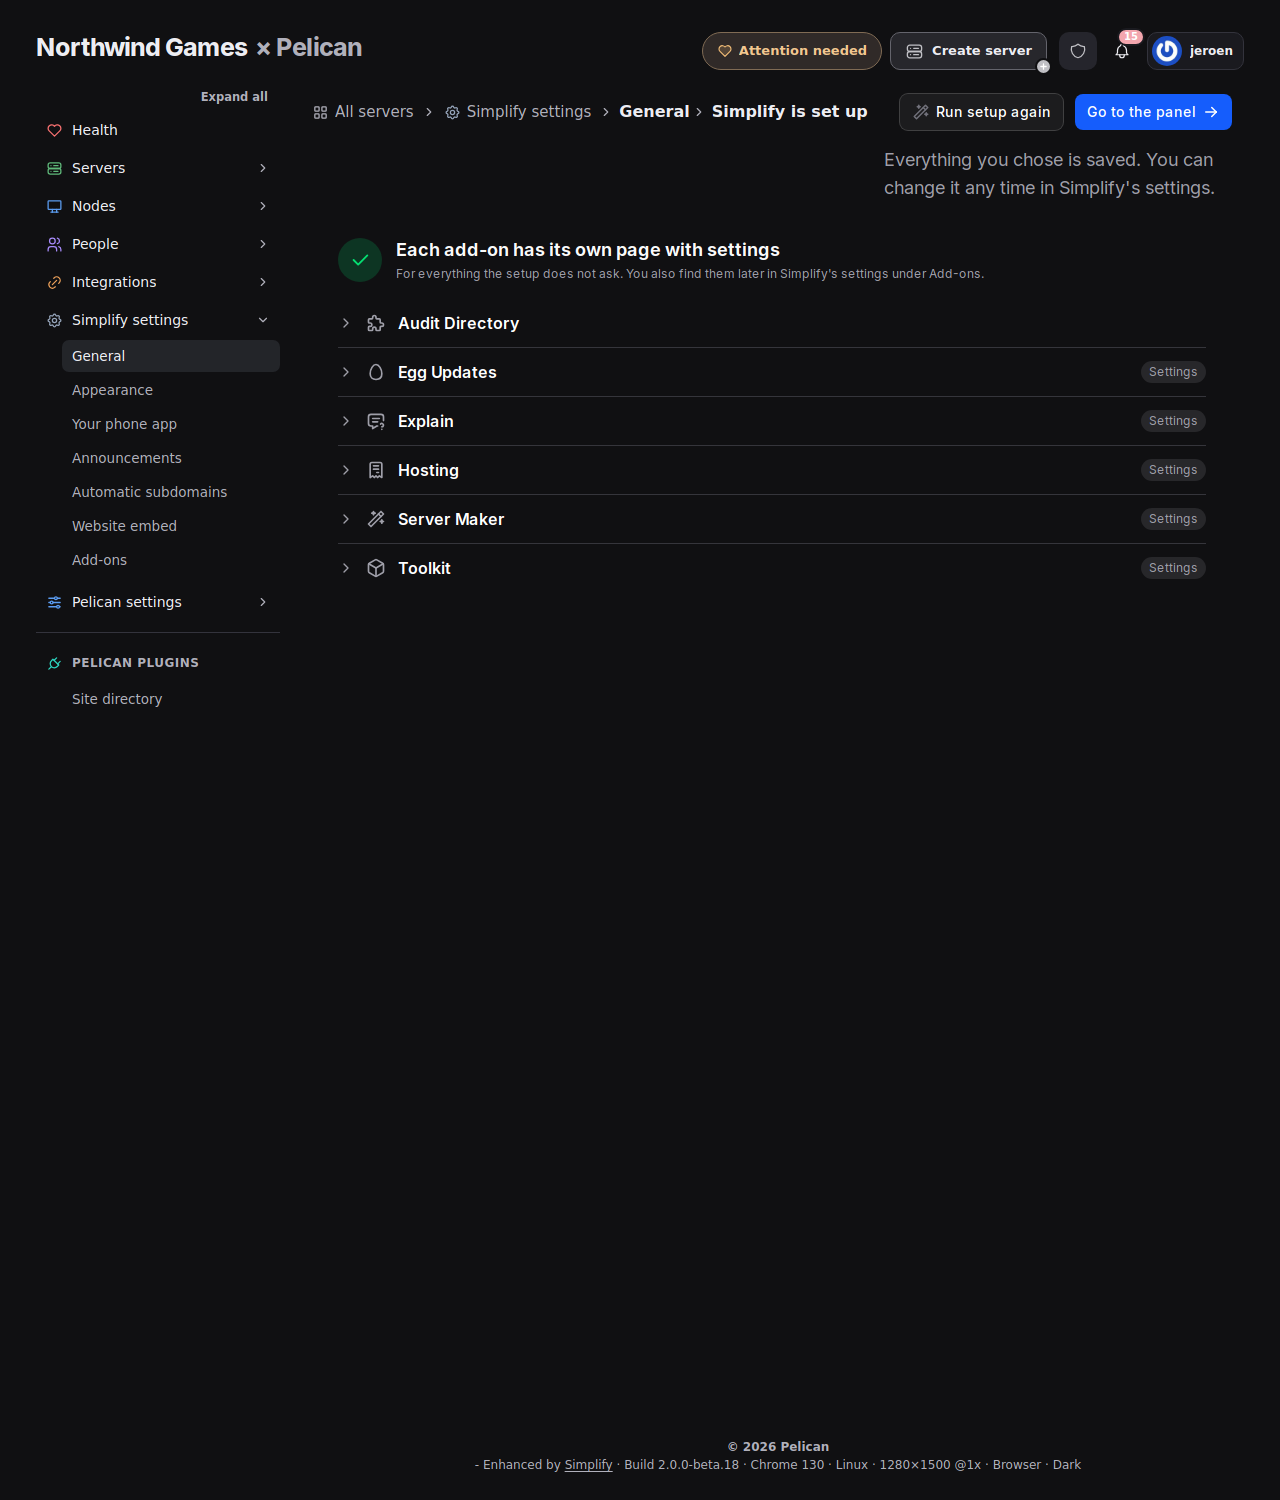 Northwind Games × Pelican
Attention needed
Create server
15
jeroen
Expand all
Health
Servers
Nodes
People
Integrations
Simplify settings
General
Appearance
Your phone app
Announcements
Automatic subdomains
Website embed
Add-ons
Pelican settings
PELICAN PLUGINS
Site directory
All servers
Simplify settings
General
Simplify is set up
Run setup again
Go to the panel
Everything you chose is saved. You can
change it any time in Simplify's settings.
Each add-on has its own page with settings
For everything the setup does not ask. You also find them later in Simplify's settings under Add-ons.
Audit Directory
Egg Updates
Settings
Explain
Settings
Hosting
Settings
Server Maker
Settings
Toolkit
Settings
© 2026 Pelican
- Enhanced by Simplify · Build 2.0.0-beta.18 · Chrome 130 · Linux · 1280×1500 @1x · Browser · Dark